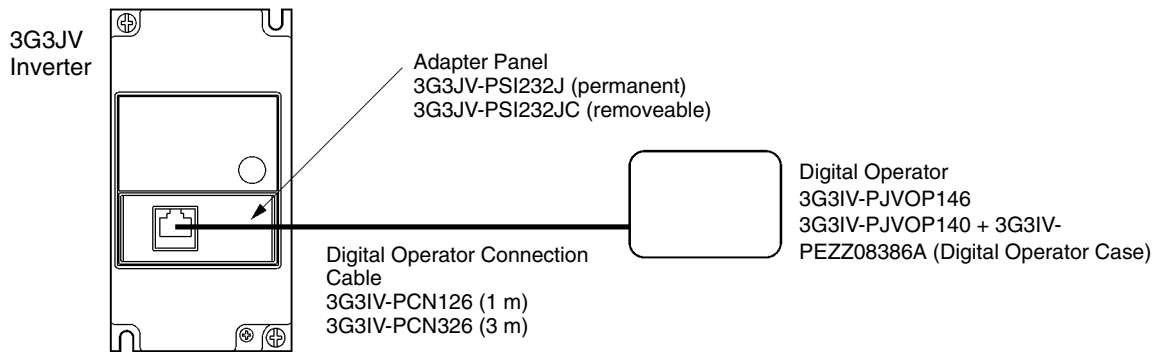 3G3JV
Inverter
Adapter Panel
3G3JV-PSI232J (permanent)
3G3JV-PSI232JC (removeable)
Digital Operator
3G3IV-PJVOP146
3G3IV-PJVOP140 + 3G3IV-
PEZZ08386A (Digital Operator Case)
Digital Operator Connection
Cable
3G3IV-PCN126 (1 m)
3G3IV-PCN326 (3 m)